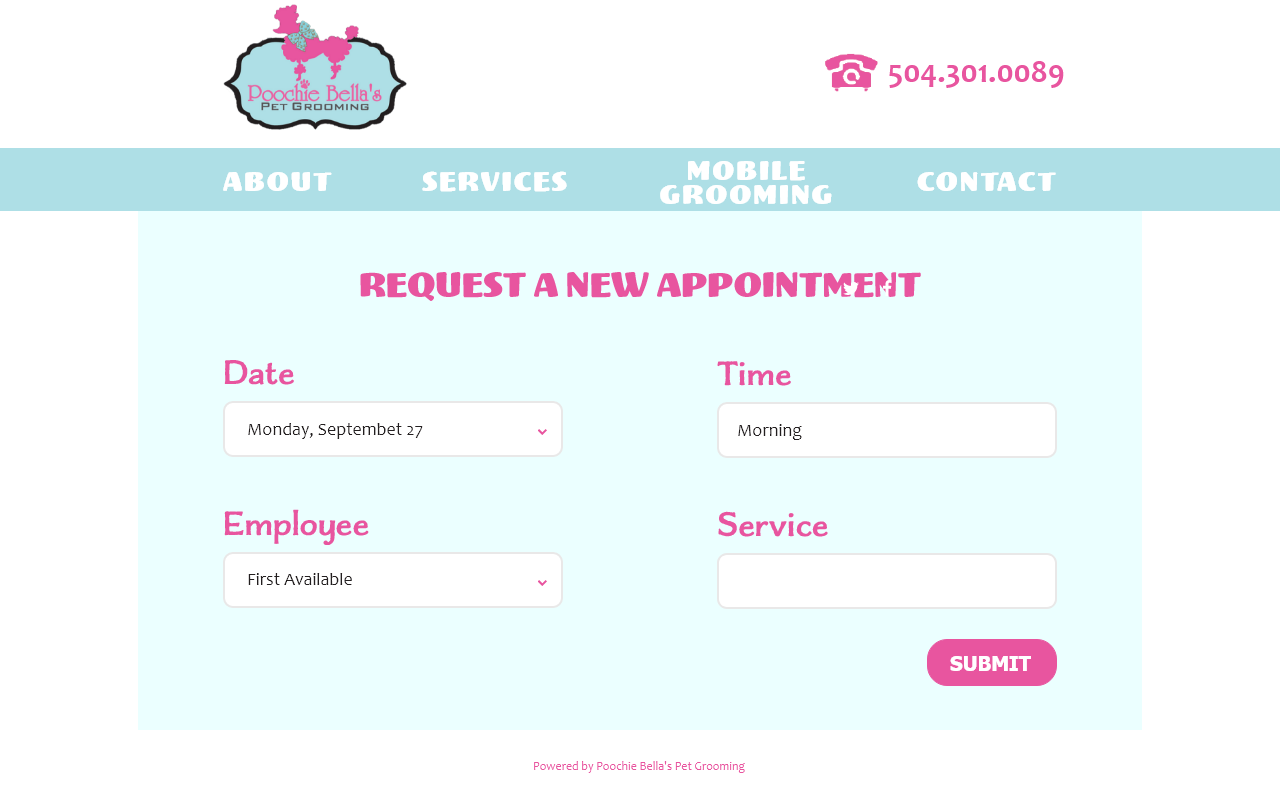 Poochie Bella's
PET GROOMING
504.301.0089
ABOUT
SERVICES
MOBILE
GROOMING
CONTACT
REQUEST A NEW APPOINTMENT
Date
Time
Monday, Septembet 27
Morning
Employee
Service
First Available
SUBMIT
Powered by Poochie Bella's Pet Grooming